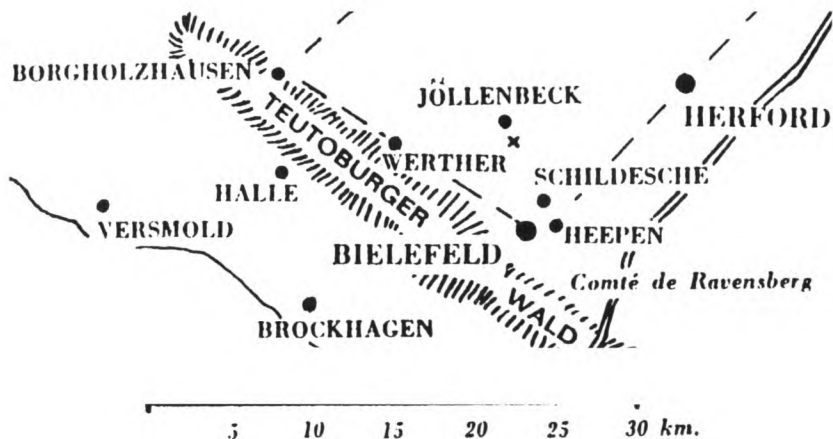 BORGHOLZHAUSEN
JÖLLENBECK
HERFORD
TEUTOBURGER
WERTHER
SCHILDESCHE
HALLE
VERSMOLD
HEEPEN
BIELEFELD
Comté de Ravensberg
WALD
BROCKHAGEN
5 10 15 22 25 30 km.